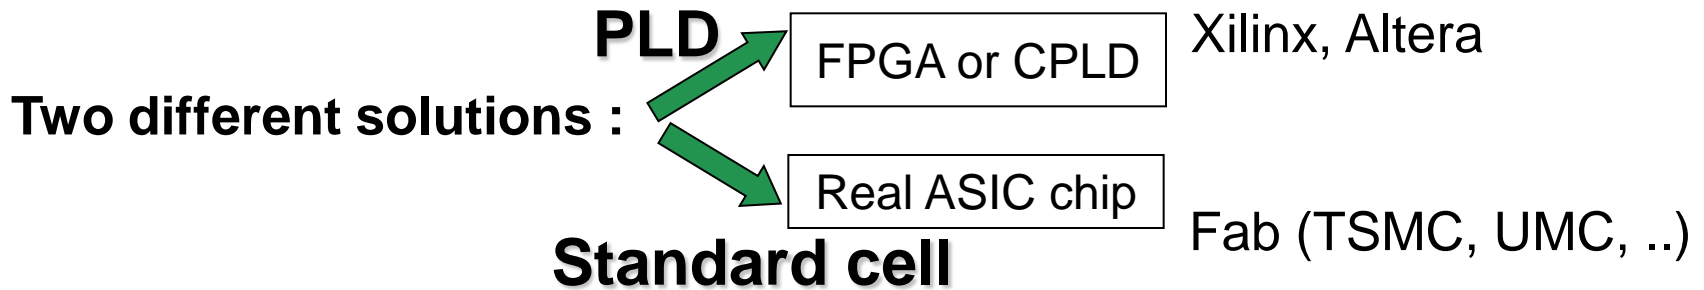 PLD
FPGA or CPLD
Xilinx, Altera
Two different solutions :
Real ASIC chip
Fab (TSMC, UMC, ..)
Standard cell